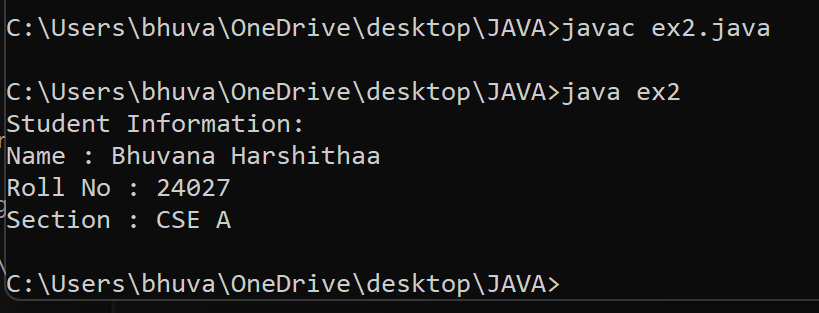 C:\Users\bhuva\OneDrive\desktop\JAVA>javac ex2.java
C:\Users\bhuva\OneDrive\desktop\JAVA>java ex2
Student Information:
Name : Bhuvana Harshithaa
Roll No : 24027
Section : CSE A
C:\Users\bhuva\OneDrive\desktop\JAVA>